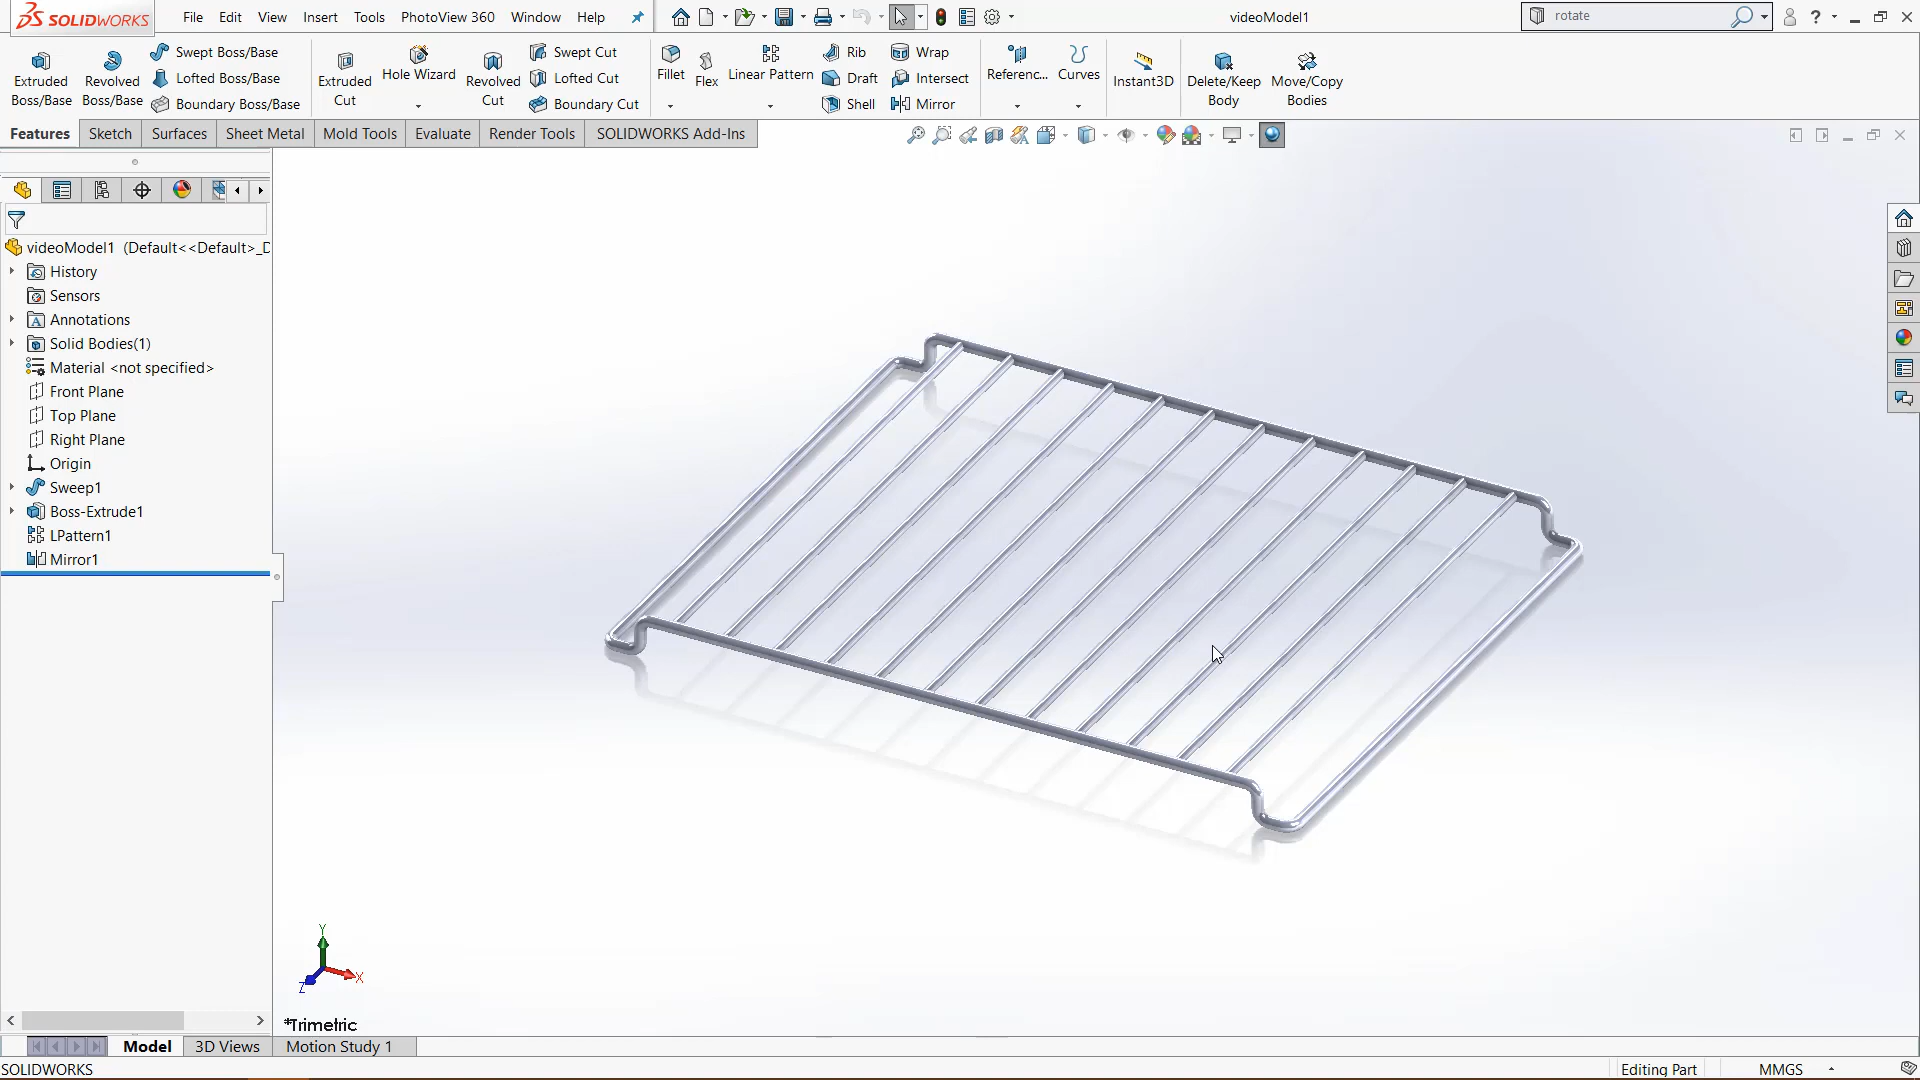 SOLIDWORKS File Edit View Insert Tools PhotoView 360 Window Help videoModel1 rotate ?
Extruded Boss/Base
Revolved Boss/Base
Swept Boss/Base
Lofted Boss/Base
Boundary Boss/Base
Extruded Cut
Hole Wizard
Revolved Cut
Swept Cut
Lofted Cut
Boundary Cut
Fillet
Flex
Linear Pattern
Rib
Draft
Shell
Wrap
Intersect
Mirror
Referenc...
Curves
Instant3D
Delete/Keep Body
Move/Copy Bodies
Features Sketch Surfaces Sheet Metal Mold Tools Evaluate Render Tools SOLIDWORKS Add-Ins
videoModel1 (Default<<Default>_D
History
Sensors
Annotations
Solid Bodies(1)
Material <not specified>
Front Plane
Top Plane
Right Plane
Origin
Sweep1
Boss-Extrude1
LPattern1
Mirror1
Y
X
Z
*Trimetric
Model 3D Views Motion Study 1
SOLIDWORKS Editing Part MMGS